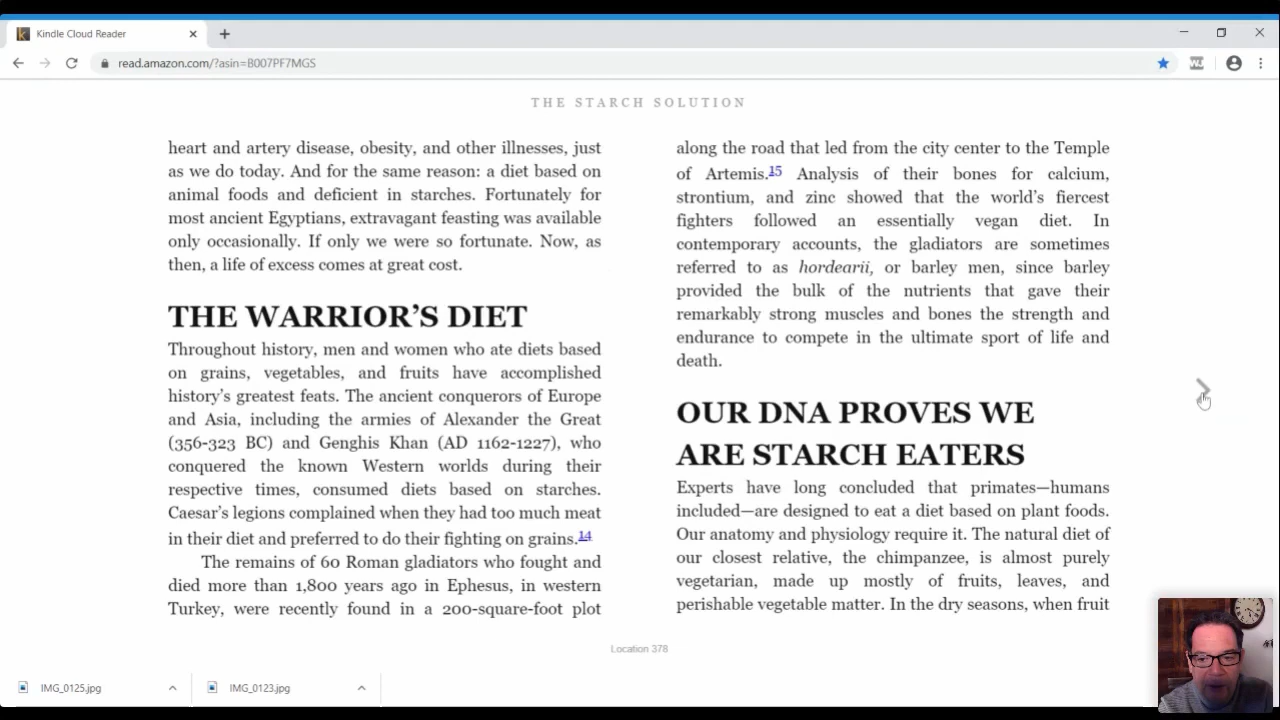 Kindle Cloud Reader
read.amazon.com/?asin=B007PF7MGS
THE STARCH SOLUTION
heart and artery disease, obesity, and other illnesses, just
as we do today. And for the same reason: a diet based on
animal foods and deficient in starches. Fortunately for
most ancient Egyptians, extravagant feasting was available
only occasionally. If only we were so fortunate. Now, as
then, a life of excess comes at great cost.
THE WARRIOR’S DIET
Throughout history, men and women who ate diets based
on grains, vegetables, and fruits have accomplished
history’s greatest feats. The ancient conquerors of Europe
and Asia, including the armies of Alexander the Great
(356-323 BC) and Genghis Khan (AD 1162-1227), who
conquered the known Western worlds during their
respective times, consumed diets based on starches.
Caesar’s legions complained when they had too much meat
in their diet and preferred to do their fighting on grains.14
The remains of 60 Roman gladiators who fought and
died more than 1,800 years ago in Ephesus, in western
Turkey, were recently found in a 200-square-foot plot
along the road that led from the city center to the Temple
of Artemis.15 Analysis of their bones for calcium,
strontium, and zinc showed that the world’s fiercest
fighters followed an essentially vegan diet. In
contemporary accounts, the gladiators are sometimes
referred to as hordearii, or barley men, since barley
provided the bulk of the nutrients that gave their
remarkably strong muscles and bones the strength and
endurance to compete in the ultimate sport of life and
death.
OUR DNA PROVES WE
ARE STARCH EATERS
Experts have long concluded that primates—humans
included—are designed to eat a diet based on plant foods.
Our anatomy and physiology require it. The natural diet of
our closest relative, the chimpanzee, is almost purely
vegetarian, made up mostly of fruits, leaves, and
perishable vegetable matter. In the dry seasons, when fruit
Location 378
IMG_0125.jpg
IMG_0123.jpg